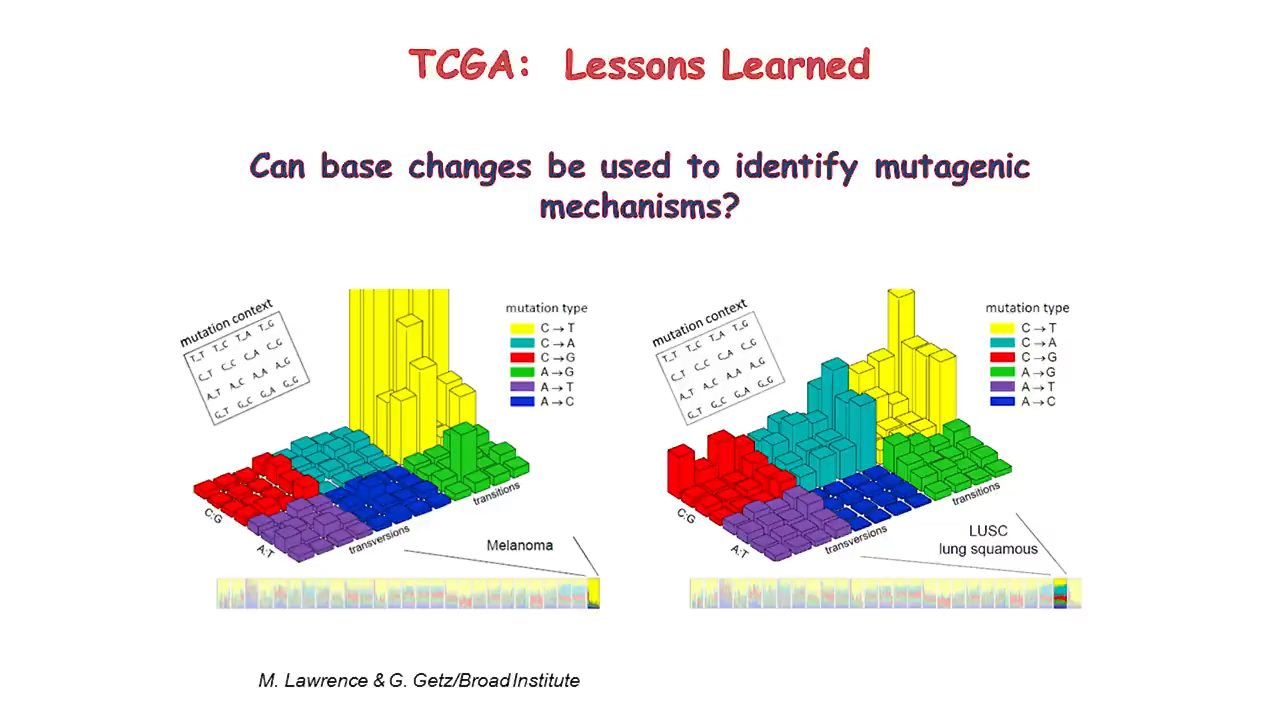 TCGA: Lessons Learned
Can base changes be used to identify mutagenic
mechanisms?
mutation context
T_T T_C T_A T_G
C_T C_C C_A C_G
A_T A_C A_A A_G
G_T G_C G_A G_G
mutation type
C → T
C → A
C → G
A → G
A → T
A → C
C:G
A:T
transversions
transitions
Melanoma
mutation context
T_T T_C T_A T_G
C_T C_C C_A C_G
A_T A_C A_A A_G
G_T G_C G_A G_G
mutation type
C → T
C → A
C → G
A → G
A → T
A → C
C:G
A:T
transversions
transitions
LUSC
lung squamous
M. Lawrence & G. Getz/Broad Institute